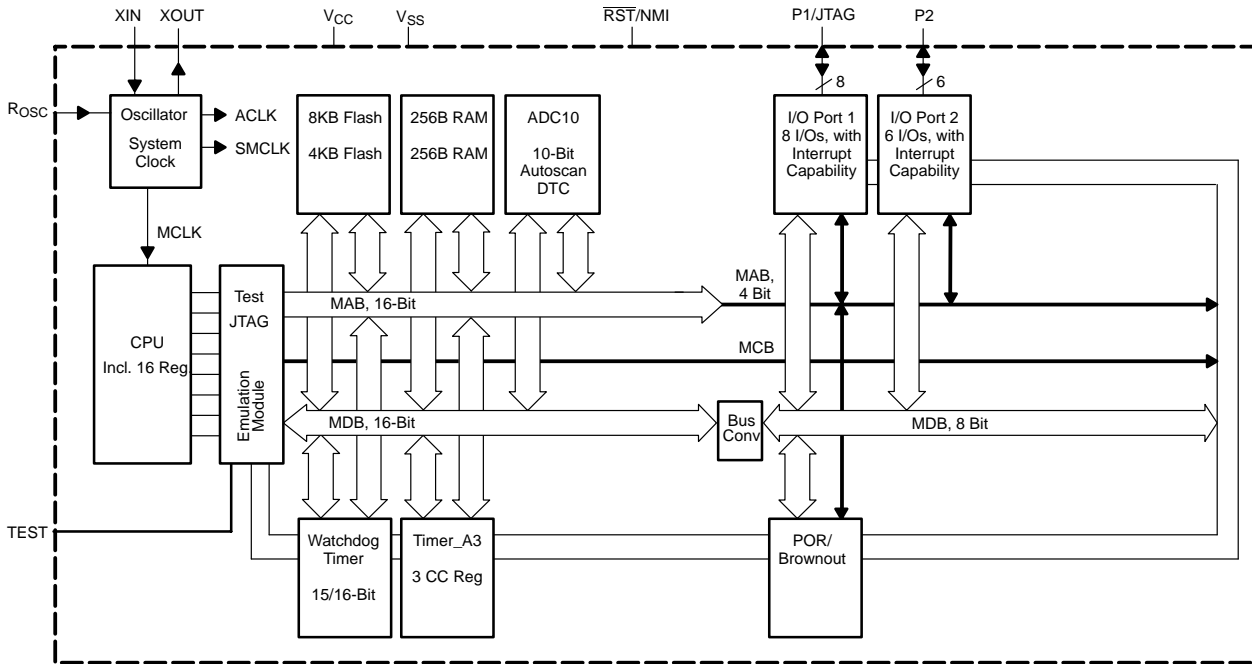 XIN
XOUT
VCC
VSS
RST/NMI
P1/JTAG
P2
8
6
ROSC
Oscillator
System
Clock
ACLK
SMCLK
8KB Flash
4KB Flash
256B RAM
256B RAM
ADC10
10-Bit
Autoscan
DTC
I/O Port 1
8 I/Os, with
Interrupt
Capability
I/O Port 2
6 I/Os, with
Interrupt
Capability
MCLK
CPU
Incl. 16 Reg.
Test
JTAG
Emulation
Module
MAB, 16-Bit
MAB,
4 Bit
MCB
MDB, 16-Bit
Bus
Conv
MDB, 8 Bit
TEST
Watchdog
Timer
15/16-Bit
Timer_A3
3 CC Reg
POR/
Brownout